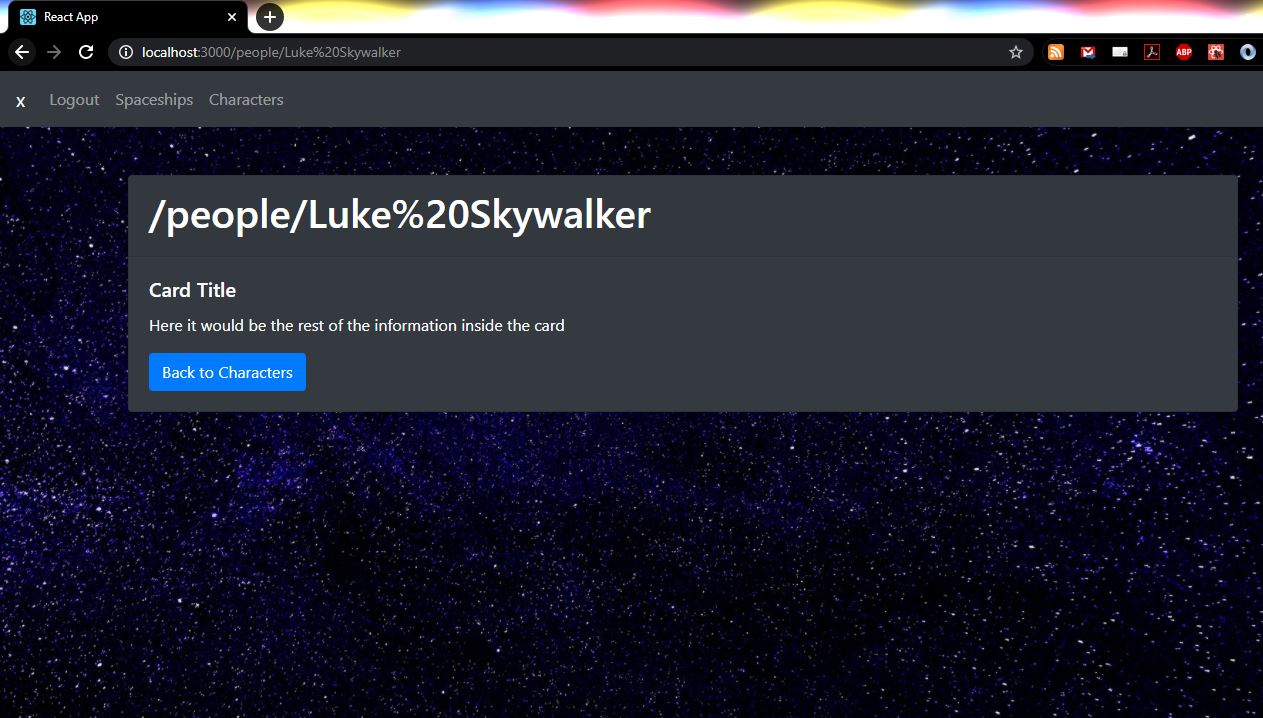 React App
localhost:3000/people/Luke%20Skywalker
ABP
x Logout Spaceships Characters
/people/Luke%20Skywalker
Card Title
Here it would be the rest of the information inside the card
Back to Characters